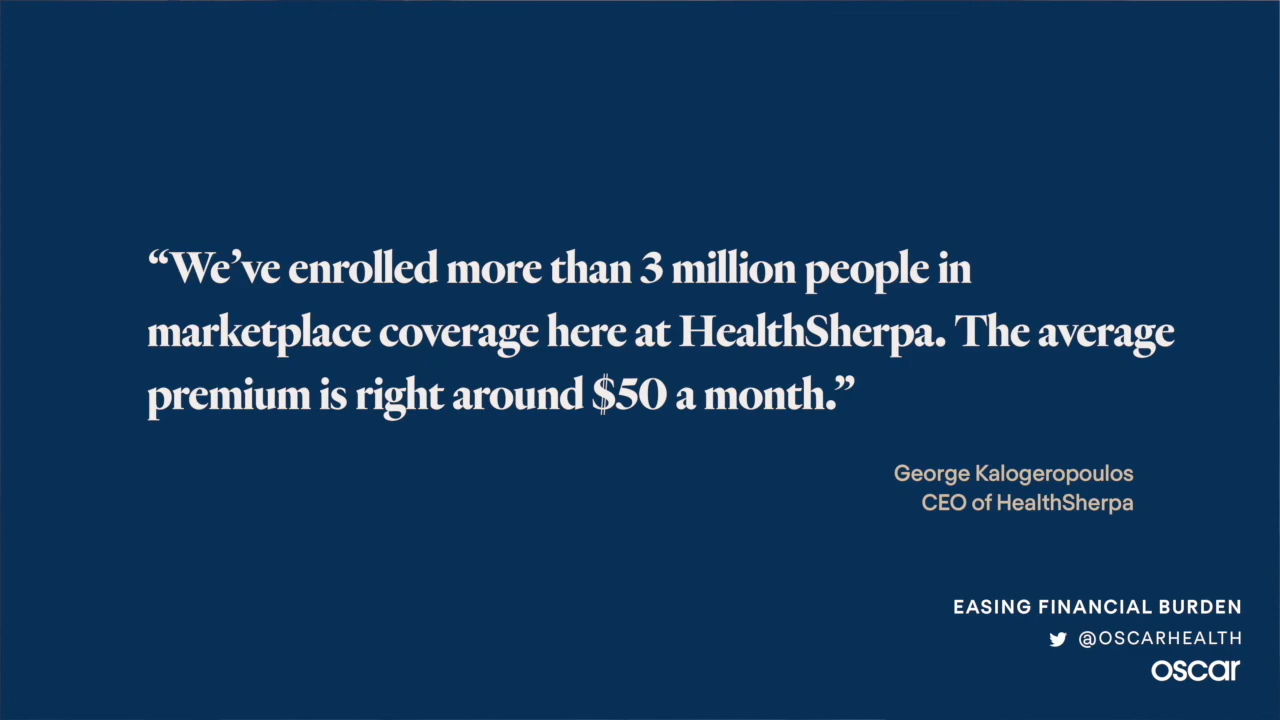 “We’ve enrolled more than 3 million people in
marketplace coverage here at HealthSherpa. The average
premium is right around $50 a month.”
George Kalogeropoulos
CEO of HealthSherpa
EASING FINANCIAL BURDEN
@OSCARHEALTH
oscar